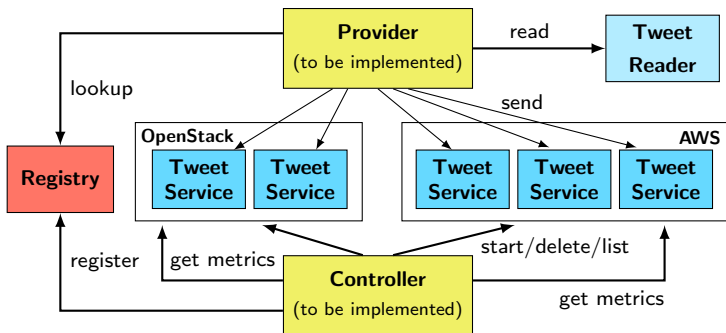 Provider
(to be implemented)
read
Tweet
Reader
lookup
send
OpenStack
AWS
Tweet
Service
Tweet
Service
Tweet
Service
Tweet
Service
Tweet
Service
Registry
register
get metrics
start/delete/list
get metrics
Controller
(to be implemented)